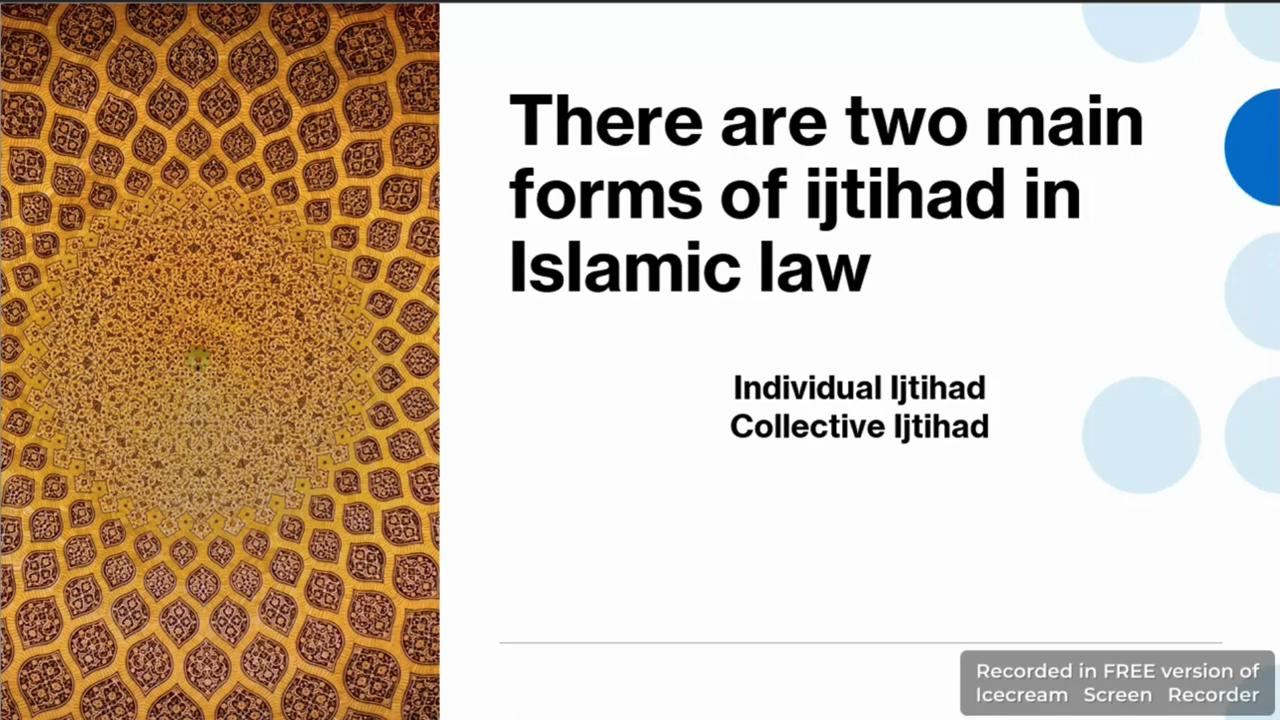 There are two main
forms of ijtihad in
Islamic law
Individual Ijtihad
Collective Ijtihad
Recorded in FREE version of
Icecream Screen Recorder